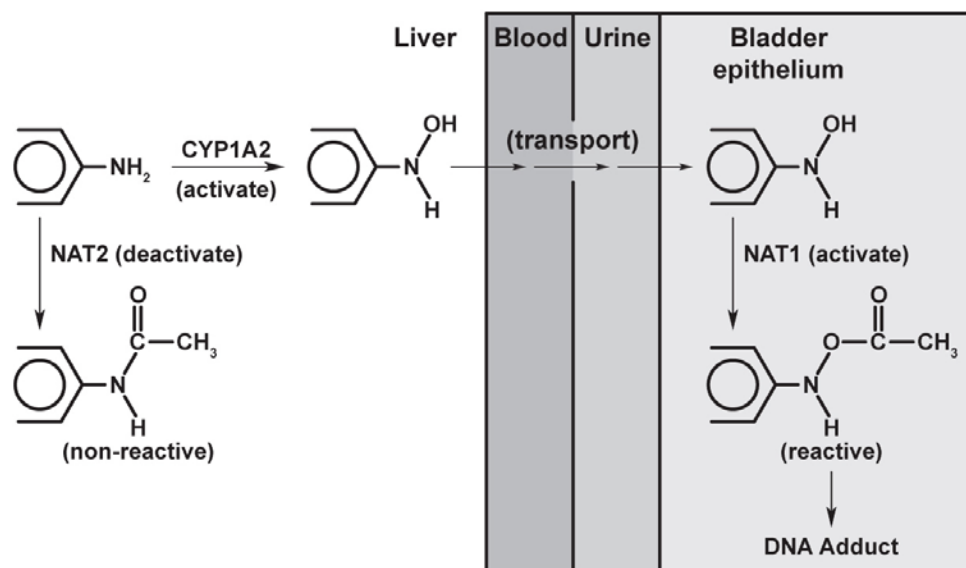 Liver
Blood
Urine
Bladder
epithelium
NH2
CYP1A2
(activate)
OH
N
H
(transport)
OH
N
H
NAT2 (deactivate)
NAT1 (activate)
O
C
CH3
N
H
(non-reactive)
O
O
C
CH3
N
H
(reactive)
DNA Adduct